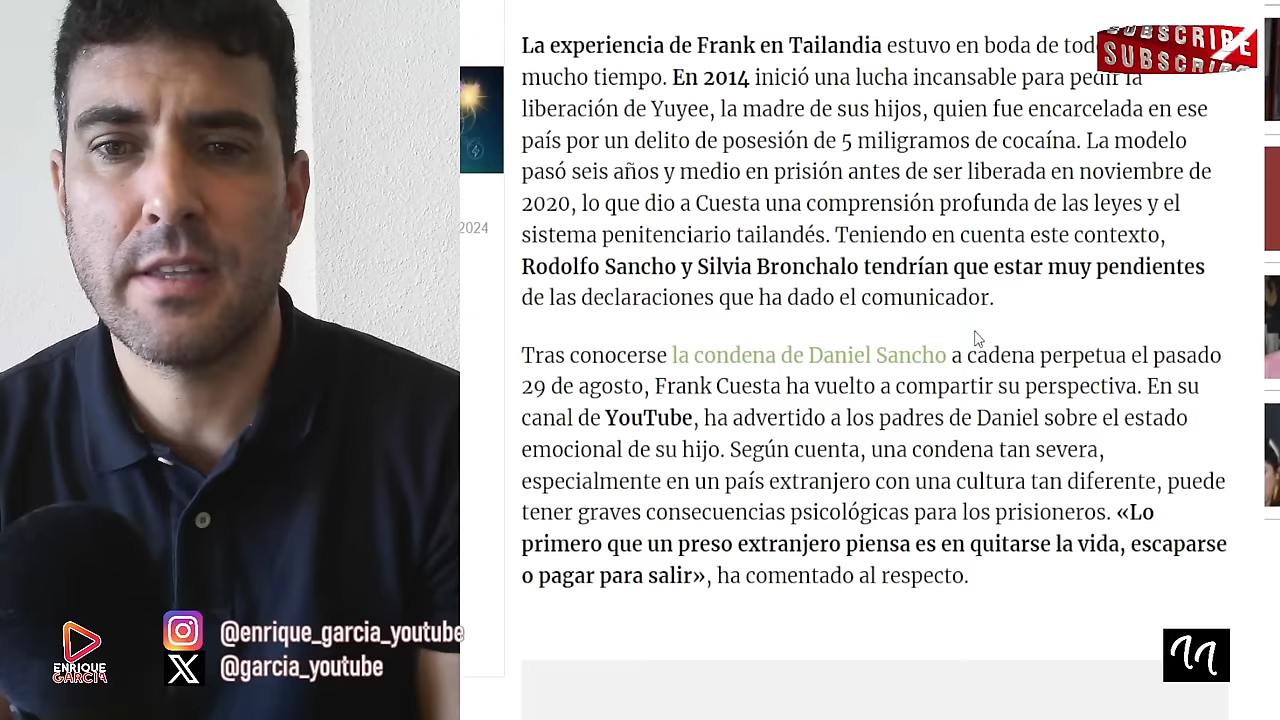 La experiencia de Frank en Tailandia estuvo en boda de
mucho tiempo. En 2014 inició una lucha incansable para pedir la
liberación de Yuyee, la madre de sus hijos, quien fue encarcelada en ese
país por un delito de posesión de 5 miligramos de cocaína. La modelo
pasó seis años y medio en prisión antes de ser liberada en noviembre de
2020, lo que dio a Cuesta una comprensión profunda de las leyes y el
sistema penitenciario tailandés. Teniendo en cuenta este contexto,
Rodolfo Sancho y Silvia Bronchalo tendrían que estar muy pendientes
de las declaraciones que ha dado el comunicador.
Tras conocerse la condena de Daniel Sancho a cadena perpetua el pasado
29 de agosto, Frank Cuesta ha vuelto a compartir su perspectiva. En su
canal de YouTube, ha advertido a los padres de Daniel sobre el estado
emocional de su hijo. Según cuenta, una condena tan severa,
especialmente en un país extranjero con una cultura tan diferente, puede
tener graves consecuencias psicológicas para los prisioneros. «Lo
primero que un preso extranjero piensa es en quitarse la vida, escaparse
o pagar para salir», ha comentado al respecto.
SUBSCRIBE
SUBSCRIBE
2024
ENRIQUE
GARCIA
@enrique_garcia_youtube
@garcia_youtube